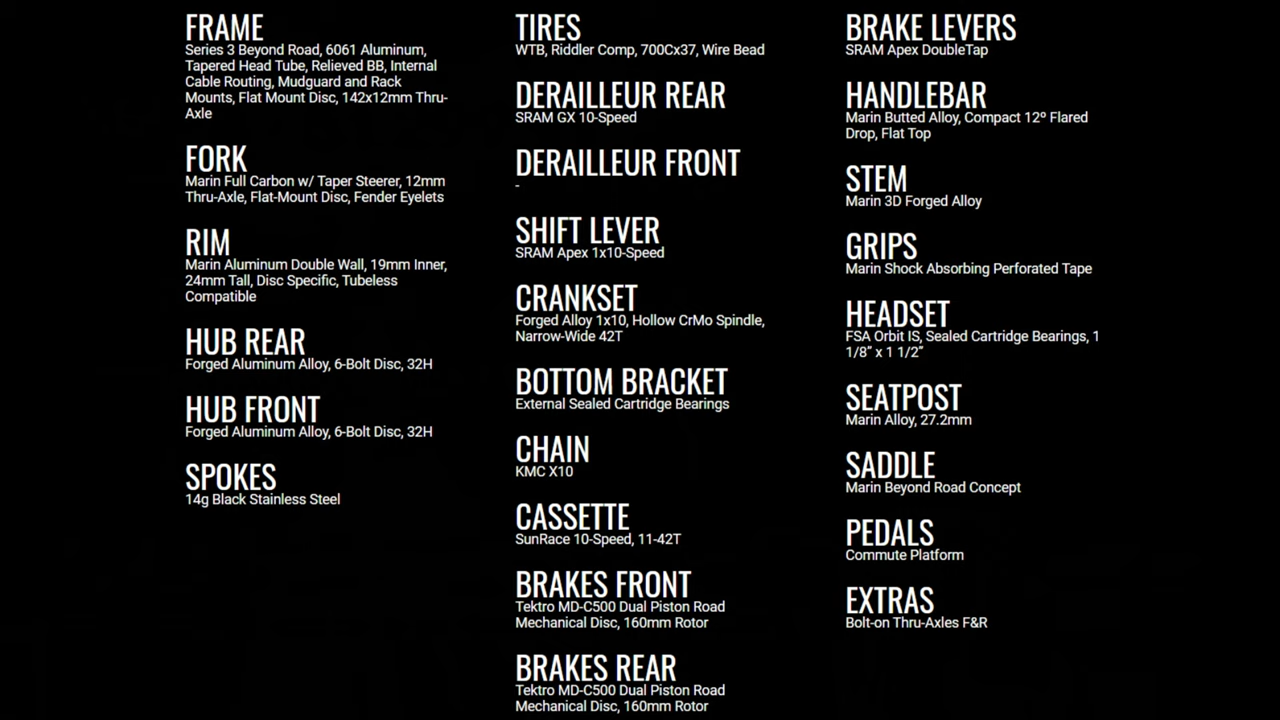 FRAME
Series 3 Beyond Road, 6061 Aluminum,
Tapered Head Tube, Relieved BB, Internal
Cable Routing, Mudguard and Rack
Mounts, Flat Mount Disc, 142x12mm Thru-
Axle
FORK
Marin Full Carbon w/ Taper Steerer, 12mm
Thru-Axle, Flat-Mount Disc, Fender Eyelets
RIM
Marin Aluminum Double Wall, 19mm Inner,
24mm Tall, Disc Specific, Tubeless
Compatible
HUB REAR
Forged Aluminum Alloy, 6-Bolt Disc, 32H
HUB FRONT
Forged Aluminum Alloy, 6-Bolt Disc, 32H
SPOKES
14g Black Stainless Steel
TIRES
WTB, Riddler Comp, 700Cx37, Wire Bead
DERAILLEUR REAR
SRAM GX 10-Speed
DERAILLEUR FRONT
-
SHIFT LEVER
SRAM Apex 1x10-Speed
CRANKSET
Forged Alloy 1x10, Hollow CrMo Spindle,
Narrow-Wide 42T
BOTTOM BRACKET
External Sealed Cartridge Bearings
CHAIN
KMC X10
CASSETTE
SunRace 10-Speed, 11-42T
BRAKES FRONT
Tektro MD-C500 Dual Piston Road
Mechanical Disc, 160mm Rotor
BRAKES REAR
Tektro MD-C500 Dual Piston Road
Mechanical Disc, 160mm Rotor
BRAKE LEVERS
SRAM Apex DoubleTap
HANDLEBAR
Marin Butted Alloy, Compact 12º Flared
Drop, Flat Top
STEM
Marin 3D Forged Alloy
GRIPS
Marin Shock Absorbing Perforated Tape
HEADSET
FSA Orbit IS, Sealed Cartridge Bearings, 1
1/8” x 1 1/2”
SEATPOST
Marin Alloy, 27.2mm
SADDLE
Marin Beyond Road Concept
PEDALS
Commute Platform
EXTRAS
Bolt-on Thru-Axles F&R